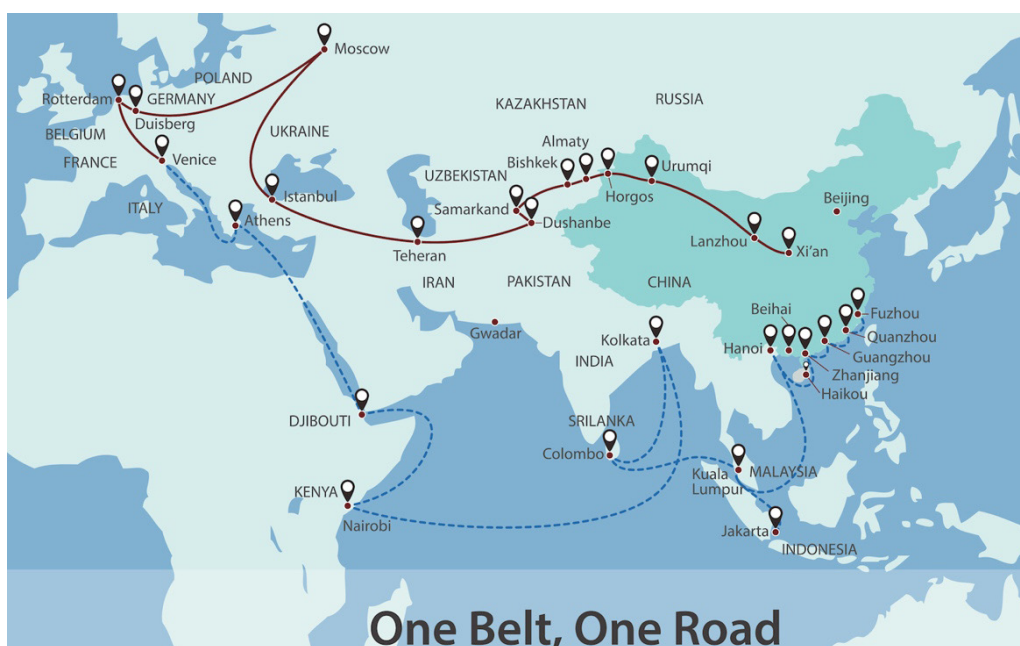 Moscow
POLAND
Rotterdam
GERMANY
Duisberg
BELGIUM
FRANCE
Venice
UKRAINE
ITALY
Athens
Istanbul
KAZAKHSTAN
RUSSIA
Almaty
Bishkek
UZBEKISTAN
Samarkand
Dushanbe
Horgos
Urumqi
Beijing
Lanzhou
Xi'an
Teheran
IRAN
PAKISTAN
CHINA
Gwadar
Kolkata
INDIA
Beihai
Hanoi
Fuzhou
Quanzhou
Guangzhou
Zhanjiang
Haikou
DJIBOUTI
SRILANKA
Colombo
Kuala
Lumpur
MALAYSIA
KENYA
Nairobi
Jakarta
INDONESIA
One Belt, One Road